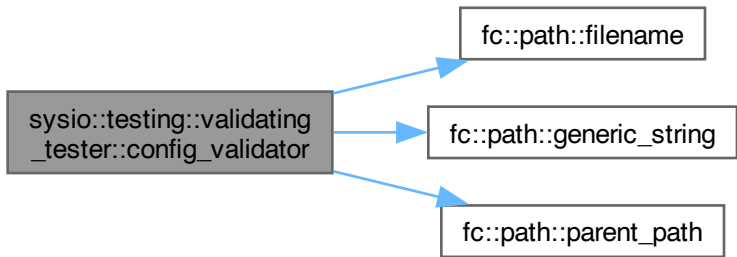 sysio::testing::validating
_tester::config_validator
fc::path::filename
fc::path::generic_string
fc::path::parent_path